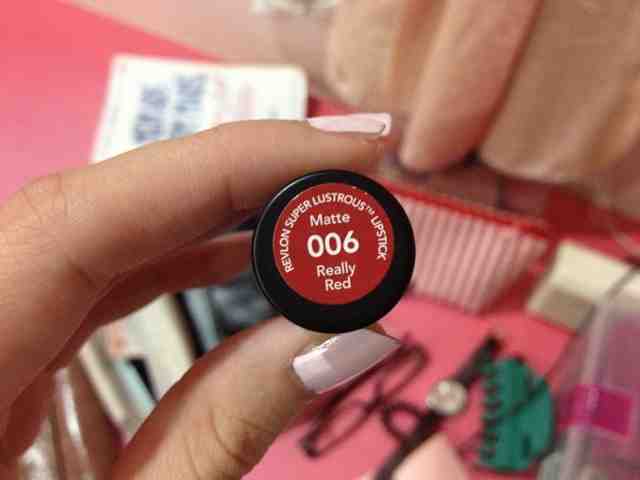 REVLON SUPER LUSTROUS™ LIPSTICK
Matte
006
Really
Red